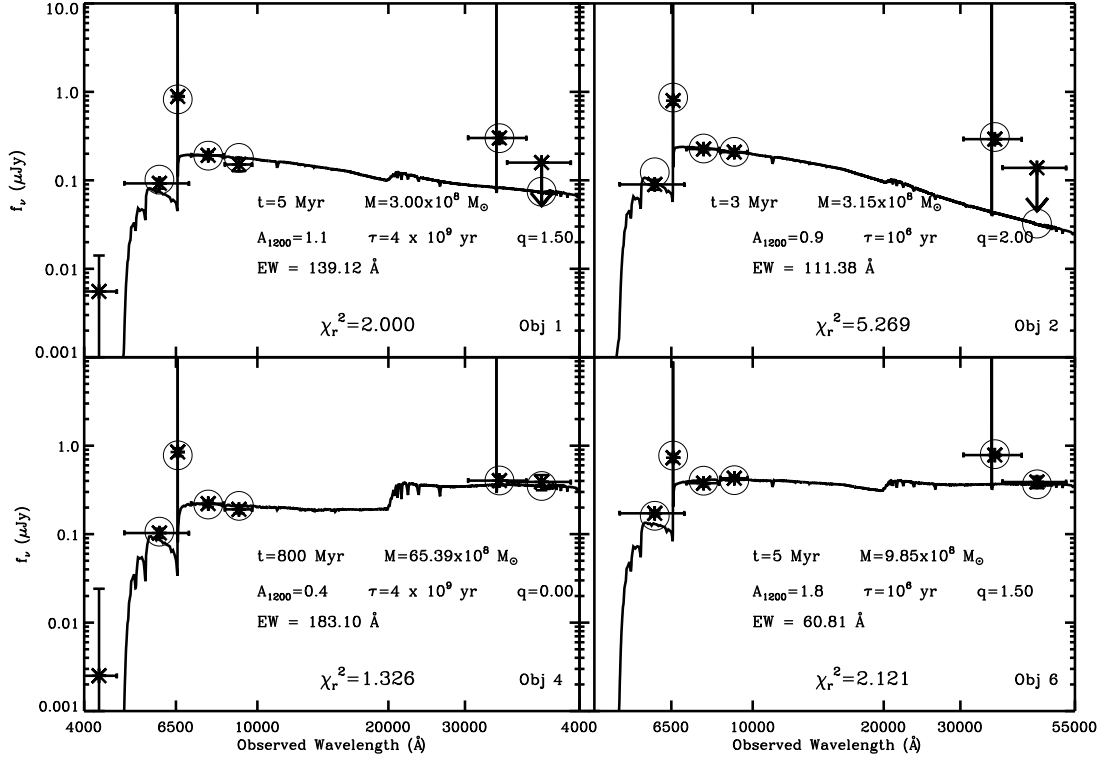 10.0
1.0
0.1
0.01
0.001
f_ν (μJy)
t=5 Myr M=3.00x10⁸ M☉
A₁₂₀₀=1.1 τ=4 x 10⁹ yr q=1.50
EW = 139.12 Å
χᵣ²=2.000 Obj 1
t=3 Myr M=3.15x10⁸ M☉
A₁₂₀₀=0.9 τ=10⁶ yr q=2.00
EW = 111.38 Å
χᵣ²=5.269 Obj 2
1.0
0.1
0.01
0.001
f_ν (μJy)
t=800 Myr M=65.39x10⁸ M☉
A₁₂₀₀=0.4 τ=4 x 10⁹ yr q=0.00
EW = 183.10 Å
χᵣ²=1.326 Obj 4
t=5 Myr M=9.85x10⁸ M☉
A₁₂₀₀=1.8 τ=10⁶ yr q=1.50
EW = 60.81 Å
χᵣ²=2.121 Obj 6
4000 6500 10000 20000 30000 4000 6500 10000 20000 30000 55000
Observed Wavelength (Å) Observed Wavelength (Å)